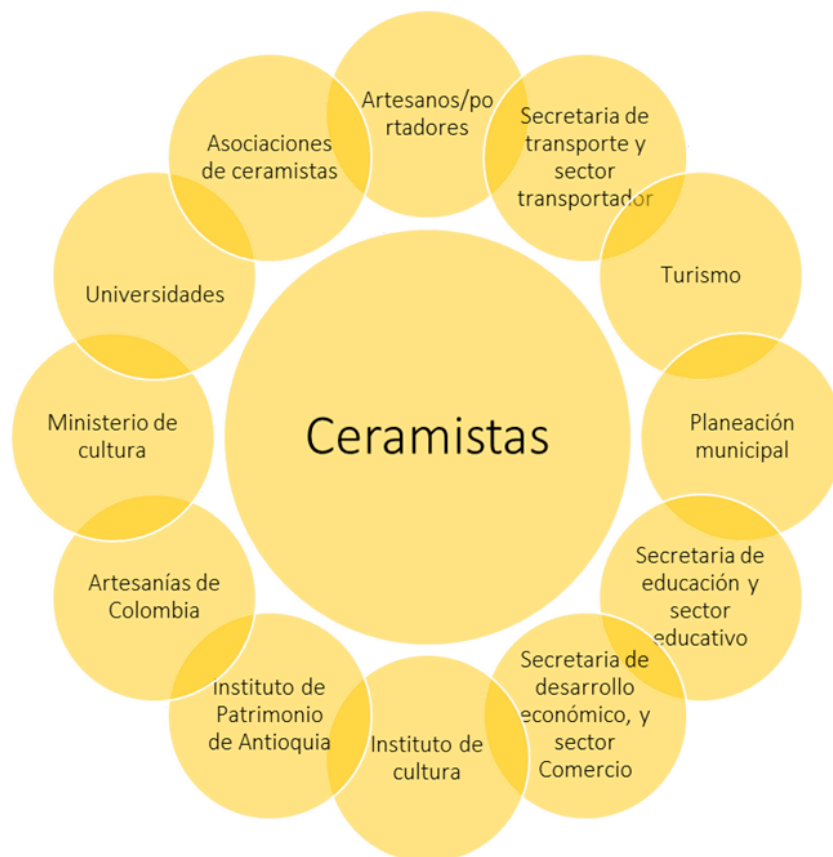 Artesanos/po
rtadores
Secretaria de
transporte y
sector
transportador
Turismo
Planeación
municipal
Secretaria de
educación y
sector
educativo
Secretaria de
desarrollo
económico, y
sector
Comercio
Instituto de
cultura
Instituto de
Patrimonio
de Antioquia
Artesanías de
Colombia
Ministerio de
cultura
Universidades
Asociaciones
de ceramistas
Ceramistas